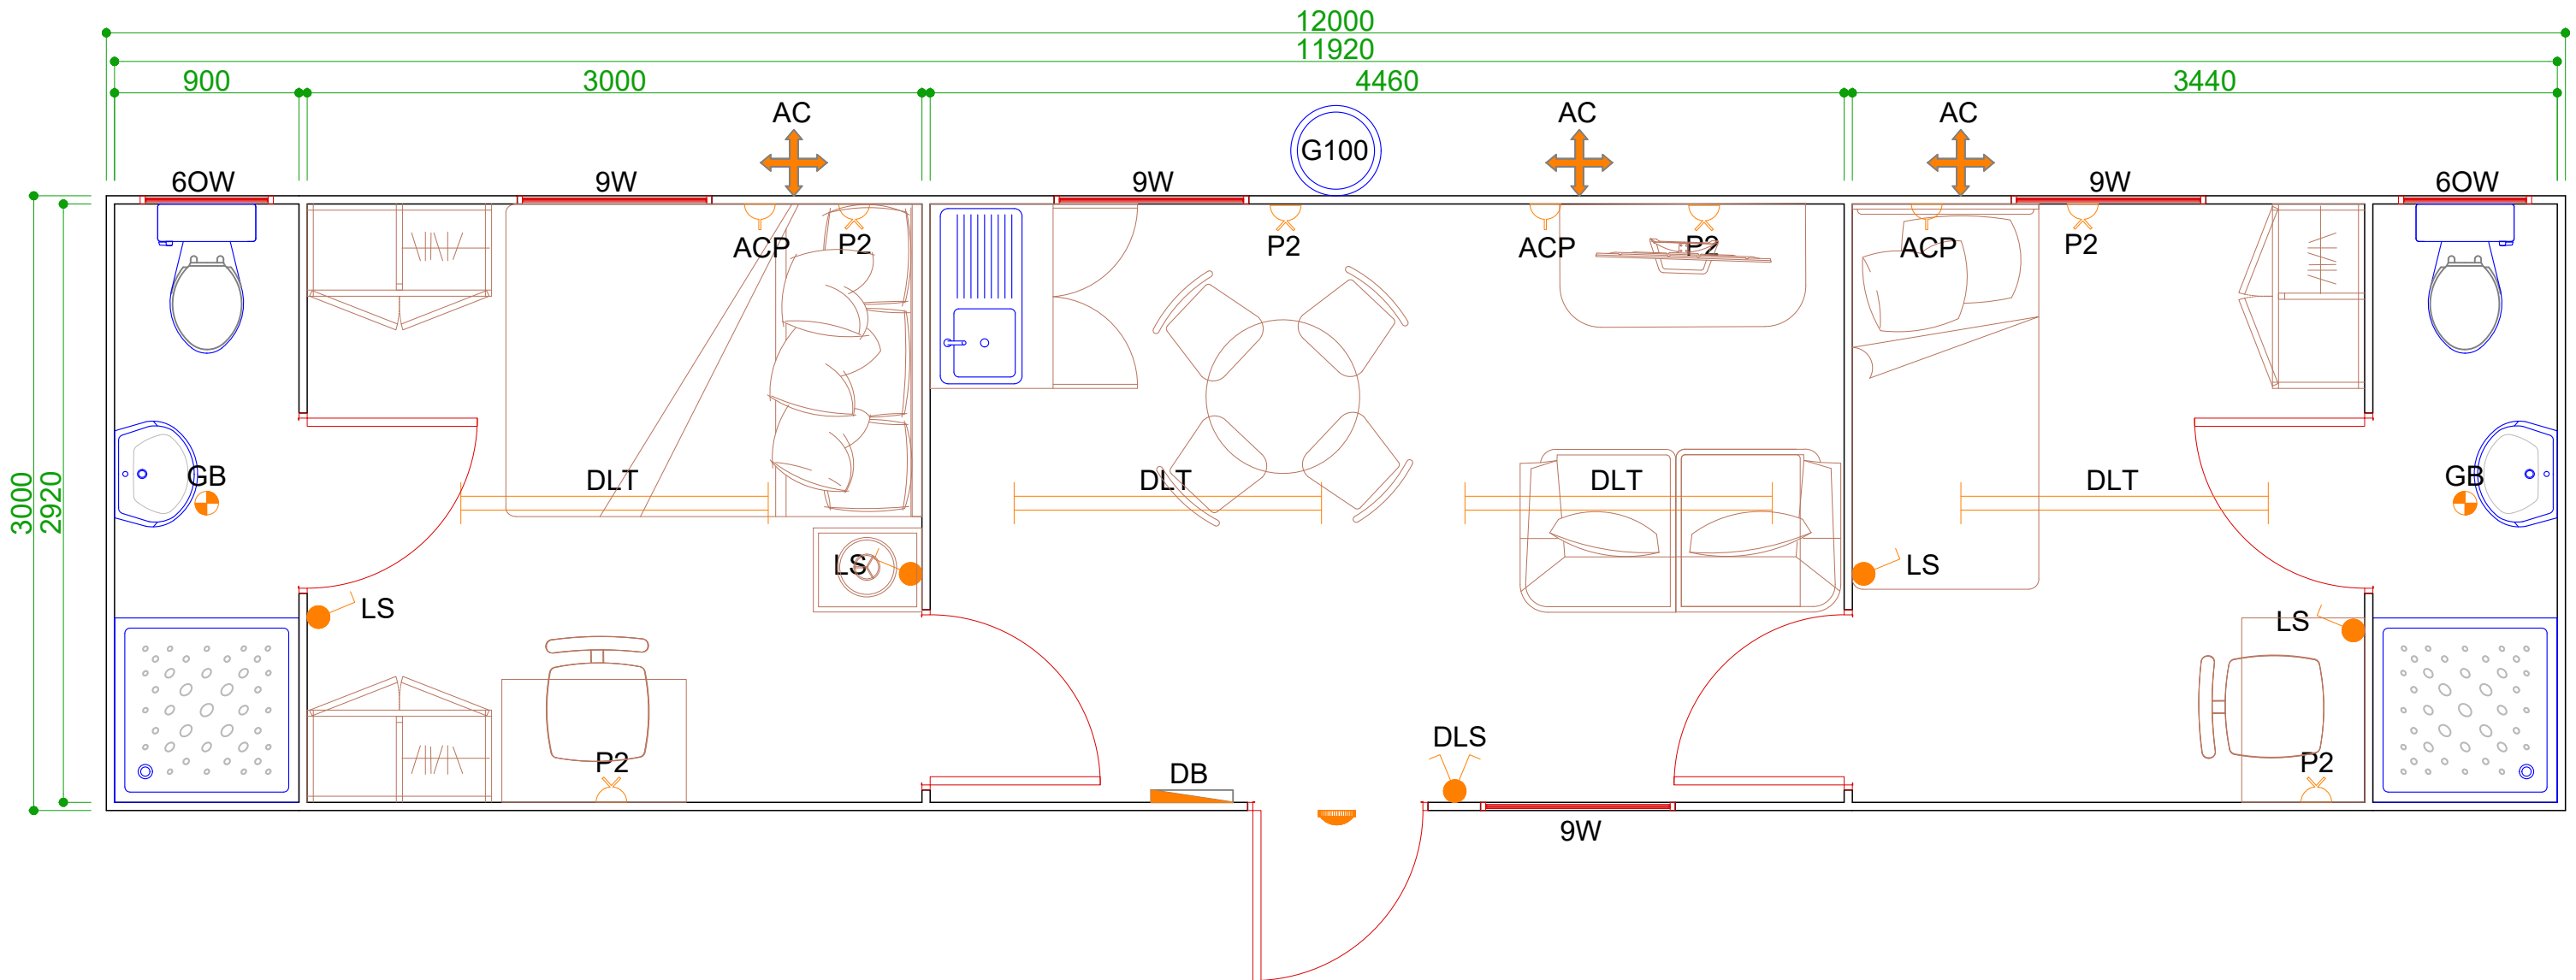 12000
11920
900 3000 4460 3440
AC AC AC
G100
6OW 9W 9W 9W 6OW
ACP P2 P2 ACP P2 ACP P2
3000
2920
GB DLT DLT DLT DLT GB
LS LS
LS LS
DLS
P2 DB P2
9W